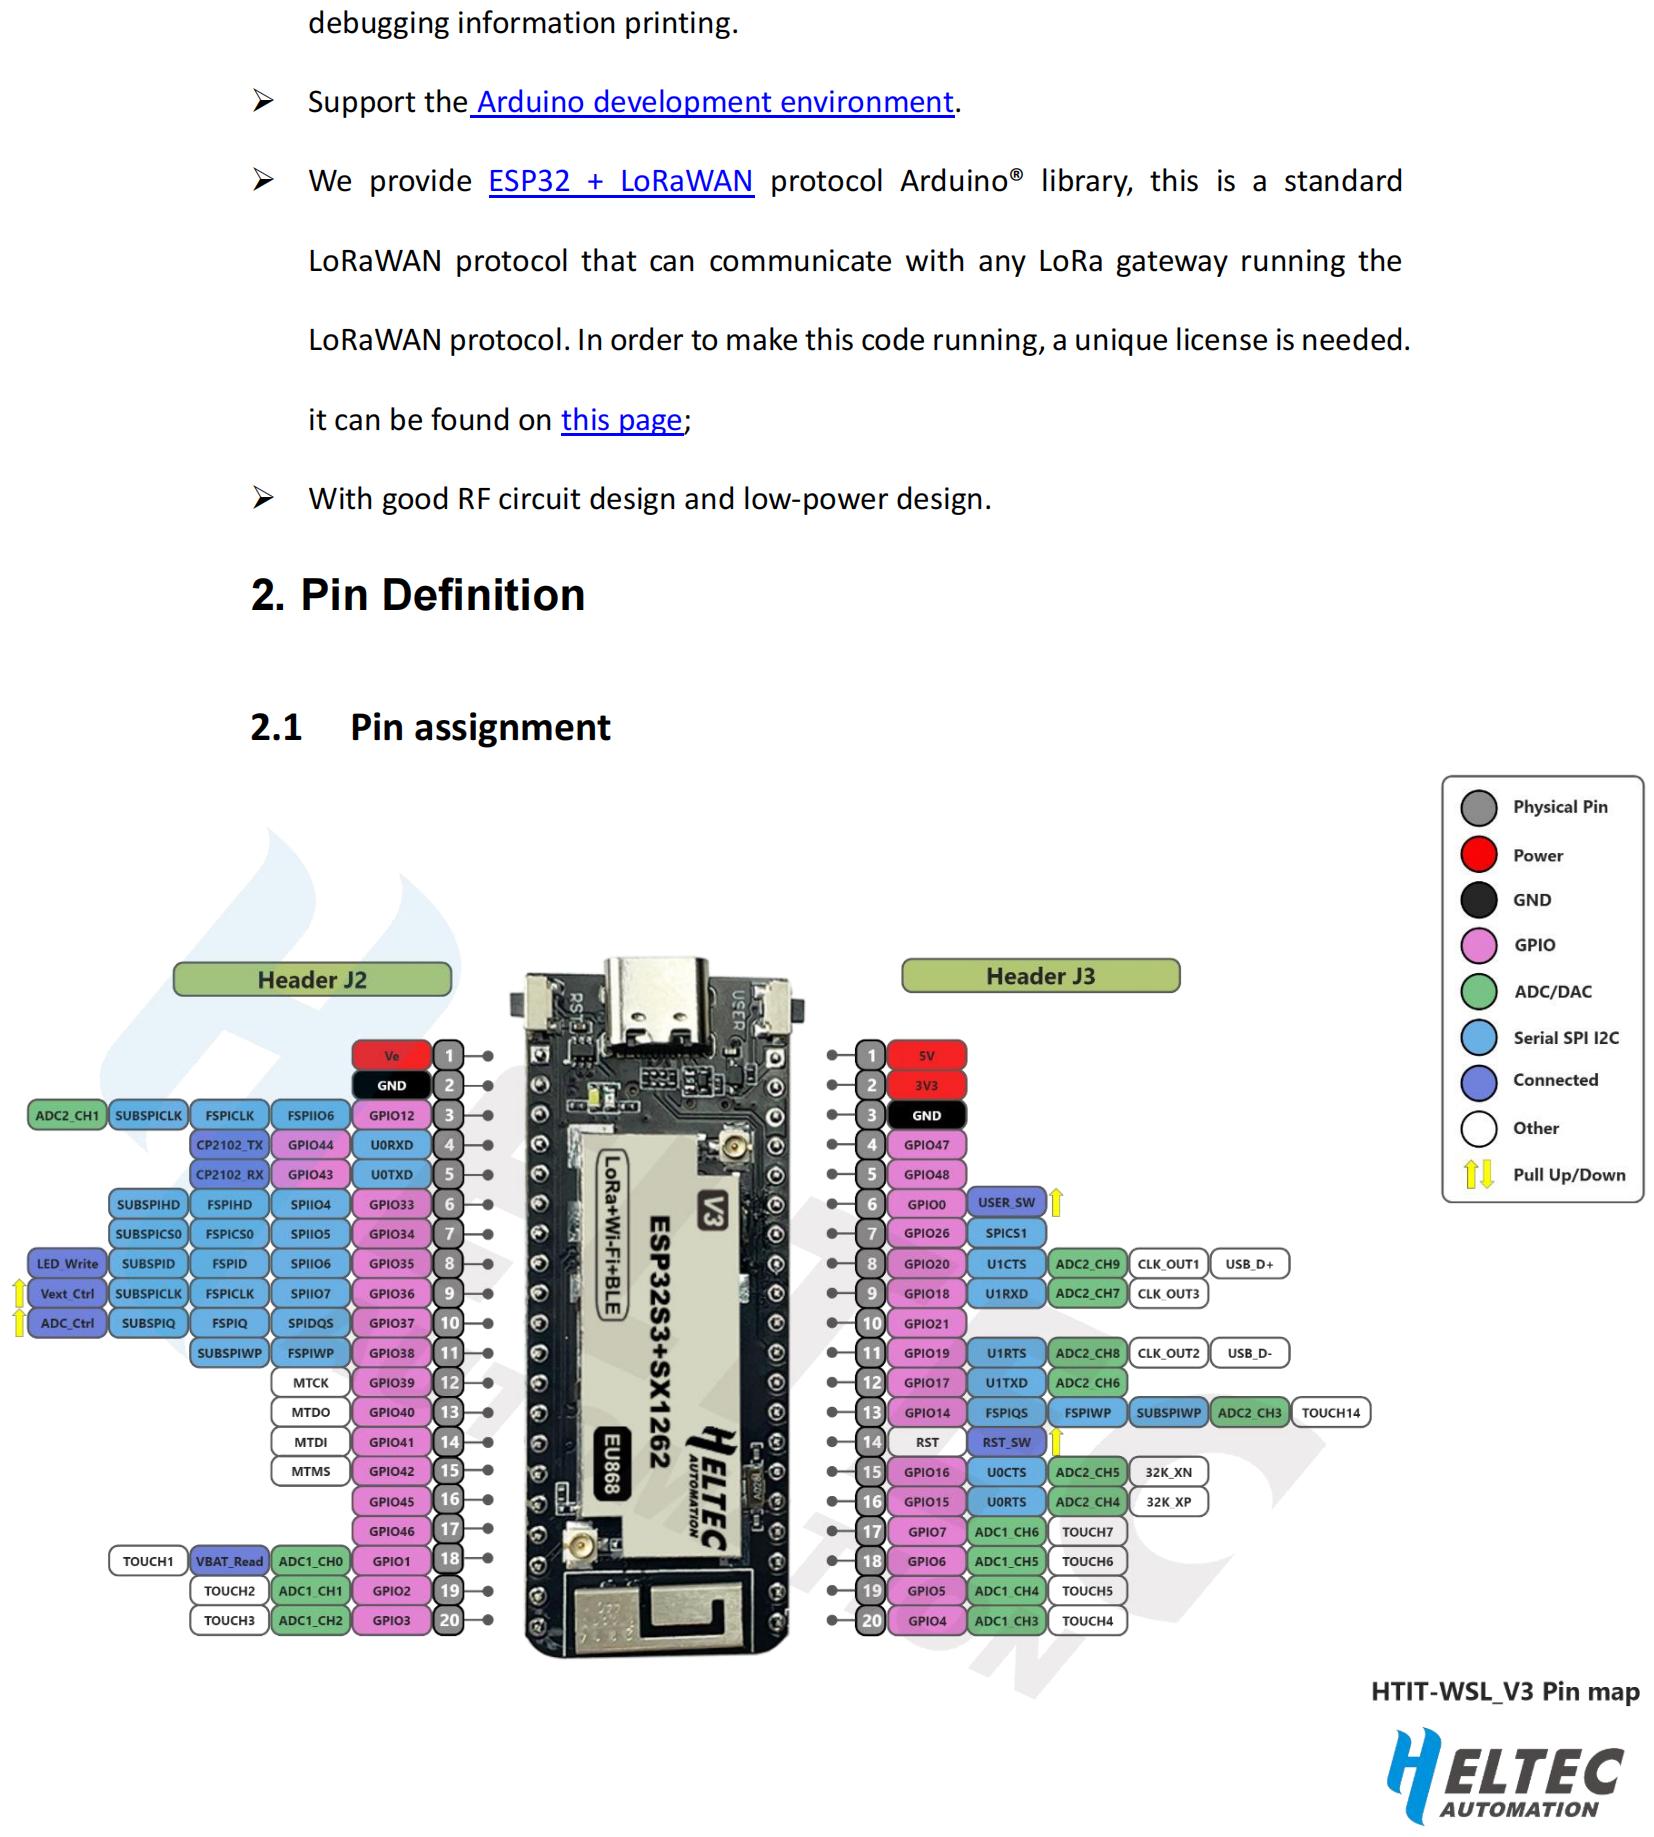 debugging information printing.
➢ Support the Arduino development environment.
➢ We provide ESP32 + LoRaWAN protocol Arduino® library, this is a standard
LoRaWAN protocol that can communicate with any LoRa gateway running the
LoRaWAN protocol. In order to make this code running, a unique license is needed.
it can be found on this page;
➢ With good RF circuit design and low-power design.
2. Pin Definition
2.1 Pin assignment
Physical Pin
Power
GND
GPIO
ADC/DAC
Serial SPI I2C
Connected
Other
Pull Up/Down
Header J2
Ve 1
GND 2
ADC2_CH1 SUBSPICLK FSPICLK FSPIIO6 GPIO12 3
CP2102_TX GPIO44 U0RXD 4
CP2102_RX GPIO43 U0TXD 5
SUBSPIHD FSPIHD SPIIO4 GPIO33 6
SUBSPICS0 FSPICS0 SPIIO5 GPIO34 7
LED_Write SUBSPID FSPID SPIIO6 GPIO35 8
Vext_Ctrl SUBSPICLK FSPICLK SPIIO7 GPIO36 9
ADC_Ctrl SUBSPIQ FSPIQ SPIDQS GPIO37 10
SUBSPIWP FSPIWP GPIO38 11
MTCK GPIO39 12
MTDO GPIO40 13
MTDI GPIO41 14
MTMS GPIO42 15
GPIO45 16
GPIO46 17
TOUCH1 VBAT_Read ADC1_CH0 GPIO1 18
TOUCH2 ADC1_CH1 GPIO2 19
TOUCH3 ADC1_CH2 GPIO3 20
RST
USER
LoRa+Wi-Fi+BLE
V3
ESP32S3+SX1262
EU868
HELTEC
AUTOMATION
Header J3
1 5V
2 3V3
3 GND
4 GPIO47
5 GPIO48
6 GPIO0 USER_SW
7 GPIO26 SPICS1
8 GPIO20 U1CTS ADC2_CH9 CLK_OUT1 USB_D+
9 GPIO18 U1RXD ADC2_CH7 CLK_OUT3
10 GPIO21
11 GPIO19 U1RTS ADC2_CH8 CLK_OUT2 USB_D-
12 GPIO17 U1TXD ADC2_CH6
13 GPIO14 FSPIQS FSPIWP SUBSPIWP ADC2_CH3 TOUCH14
14 RST RST_SW
15 GPIO16 U0CTS ADC2_CH5 32K_XN
16 GPIO15 U0RTS ADC2_CH4 32K_XP
17 GPIO7 ADC1_CH6 TOUCH7
18 GPIO6 ADC1_CH5 TOUCH6
19 GPIO5 ADC1_CH4 TOUCH5
20 GPIO4 ADC1_CH3 TOUCH4
HTIT-WSL_V3 Pin map
HELTEC
AUTOMATION